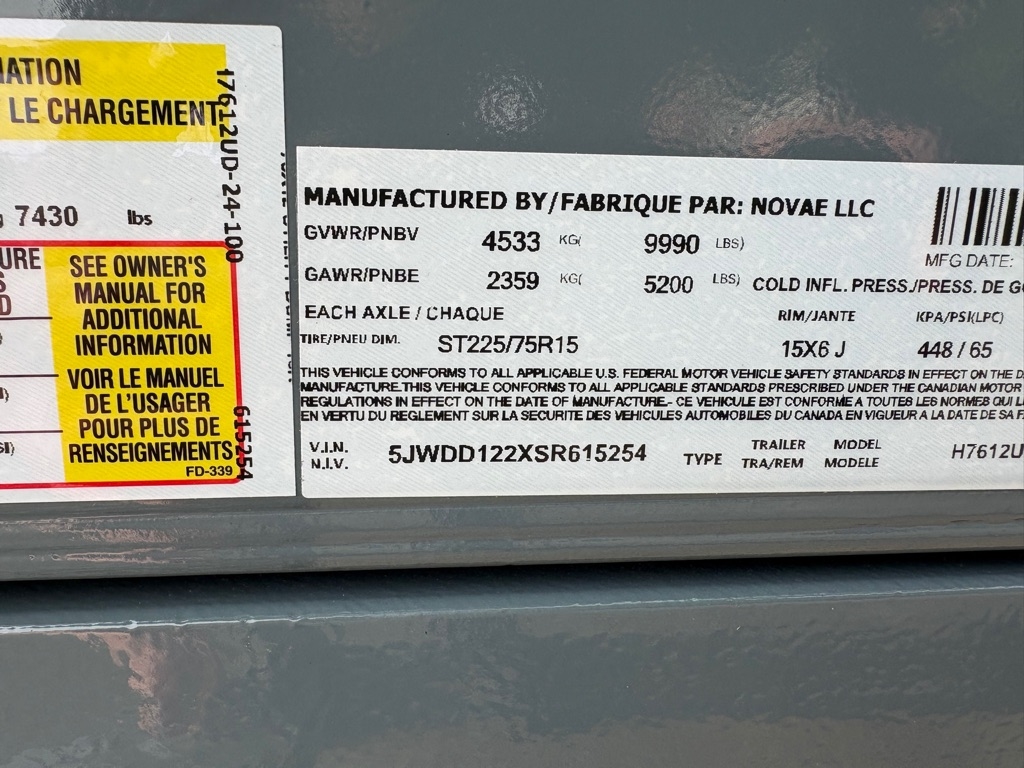 ATION
LE CHARGEMENT
7430 lbs
URE
S
D
SEE OWNER'S
MANUAL FOR
ADDITIONAL
INFORMATION
VOIR LE MANUEL
DE L'USAGER
POUR PLUS DE
RENSEIGNEMENTS
FD-339
17612UD-24-100
615254
MANUFACTURED BY/FABRIQUE PAR: NOVAE LLC
GVWR/PNBV 4533 KG( 9990 LBS)
MFG DATE:
GAWR/PNBE 2359 KG( 5200 LBS) COLD INFL. PRESS./PRESS. DE G
EACH AXLE / CHAQUE RIM/JANTE KPA/PSI(LPC)
TIRE/PNEU DIM. ST225/75R15 15X6 J 448 / 65
THIS VEHICLE CONFORMS TO ALL APPLICABLE U.S. FEDERAL MOTOR VEHICLE SAFETY STANDARDS IN EFFECT ON THE D
MANUFACTURE.THIS VEHICLE CONFORMS TO ALL APPLICABLE STANDARDS PRESCRIBED UNDER THE CANADIAN MOTOR
REGULATIONS IN EFFECT ON THE DATE OF MANUFACTURE.- CE VEHICULE EST CONFORME A TOUTES LES NORMES QUI L
EN VERTU DU REGLEMENT SUR LA SECURITE DES VEHICULES AUTOMOBILES DU CANADA EN VIGUEUR A LA DATE DE SA F
V.I.N. 5JWDD122XSR615254 TYPE TRAILER MODEL H7612U
N.I.V. TRA/REM MODELE